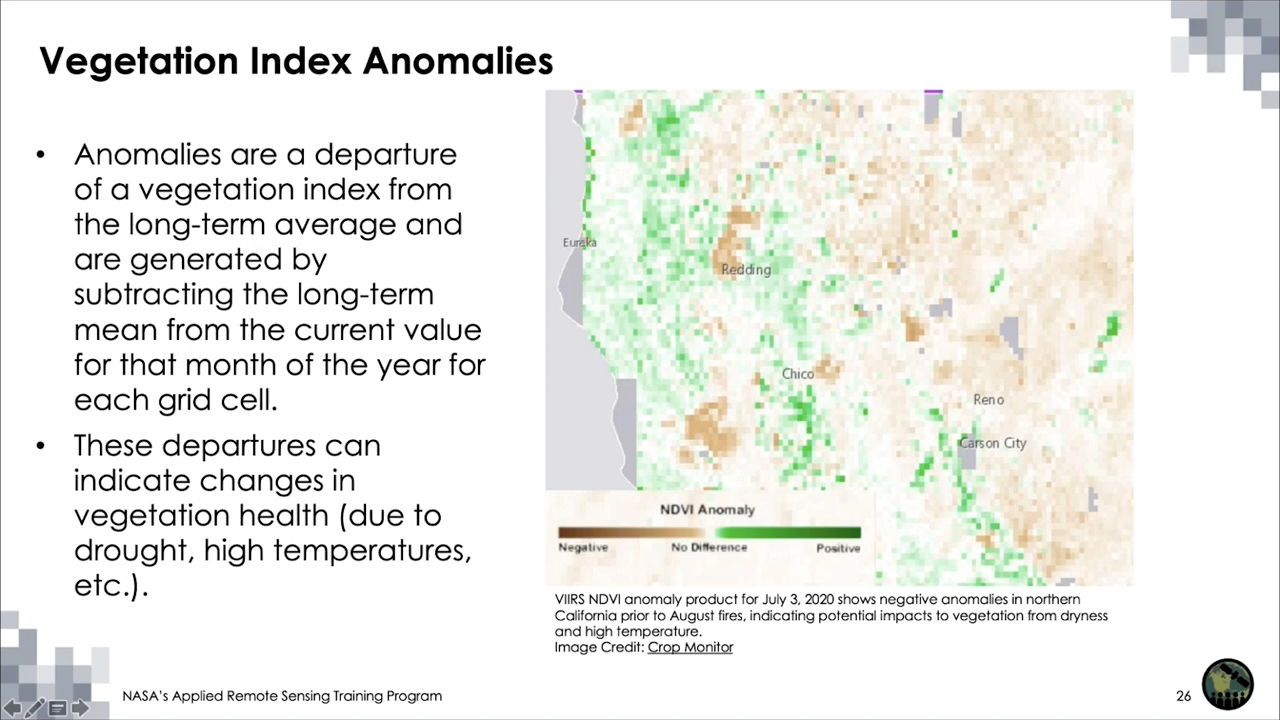 Vegetation Index Anomalies
• Anomalies are a departure
of a vegetation index from
the long-term average and
are generated by
subtracting the long-term
mean from the current value
for that month of the year for
each grid cell.
• These departures can
indicate changes in
vegetation health (due to
drought, high temperatures,
etc.).
Eureka
Redding
Chico
Reno
Carson City
NDVI Anomaly
Negative No Difference Positive
VIIRS NDVI anomaly product for July 3, 2020 shows negative anomalies in northern
California prior to August fires, indicating potential impacts to vegetation from dryness
and high temperature.
Image Credit: Crop Monitor
NASA's Applied Remote Sensing Training Program
26